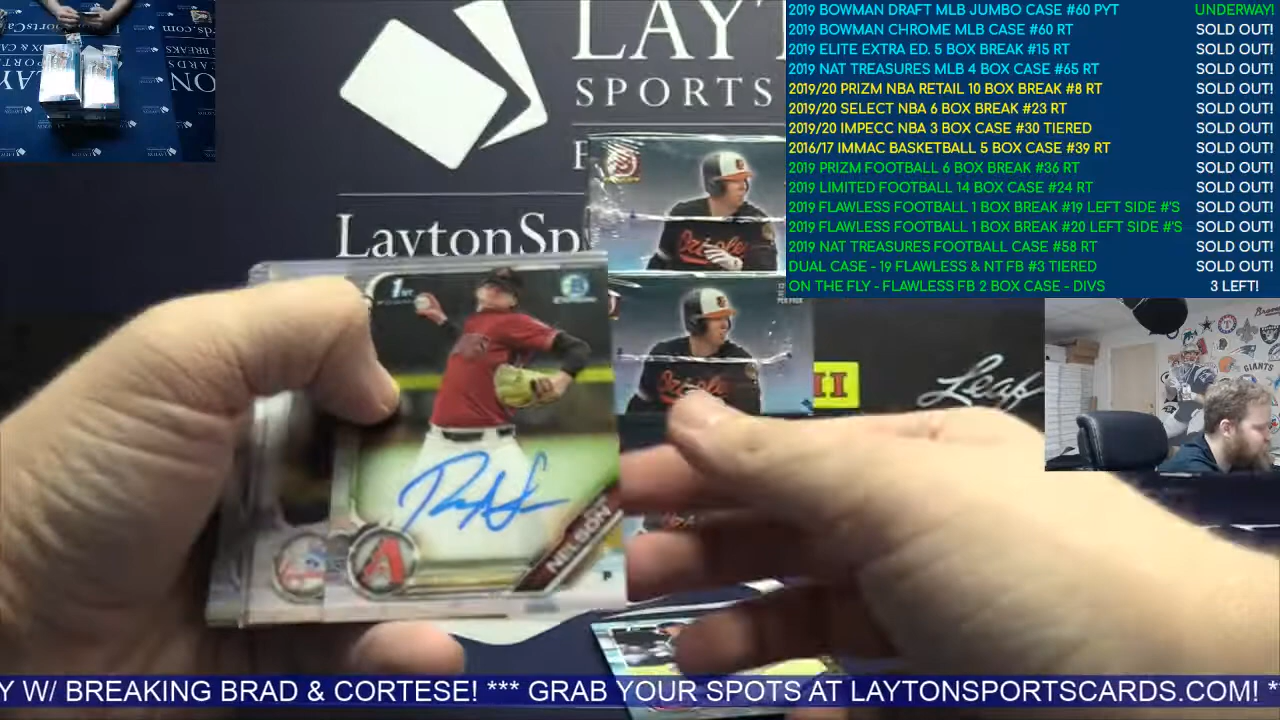 2019 BOWMAN DRAFT MLB JUMBO CASE #60 PYT UNDERWAY!
2019 BOWMAN CHROME MLB CASE #60 RT SOLD OUT!
2019 ELITE EXTRA ED. 5 BOX BREAK #15 RT SOLD OUT!
2019 NAT TREASURES MLB 4 BOX CASE #65 RT SOLD OUT!
2019/20 PRIZM NBA RETAIL 10 BOX BREAK #8 RT SOLD OUT!
2019/20 SELECT NBA 6 BOX BREAK #23 RT SOLD OUT!
2019/20 IMPECC NBA 3 BOX CASE #30 TIERED SOLD OUT!
2016/17 IMMAC BASKETBALL 5 BOX CASE #39 RT SOLD OUT!
2019 PRIZM FOOTBALL 6 BOX BREAK #36 RT SOLD OUT!
2019 LIMITED FOOTBALL 14 BOX CASE #24 RT SOLD OUT!
2019 FLAWLESS FOOTBALL 1 BOX BREAK #19 LEFT SIDE #'S SOLD OUT!
2019 FLAWLESS FOOTBALL 1 BOX BREAK #20 LEFT SIDE #'S SOLD OUT!
2019 NAT TREASURES FOOTBALL CASE #58 RT SOLD OUT!
DUAL CASE - 19 FLAWLESS & NT FB #3 TIERED SOLD OUT!
ON THE FLY - FLAWLESS FB 2 BOX CASE - DIVS 3 LEFT!
LAYT
SPORTS
LaytonSp
1ST
Orioles
Leaf
GIANTS
NELSON
P
Y W/ BREAKING BRAD & CORTESE! *** GRAB YOUR SPOTS AT LAYTONSPORTSCARDS.COM! *